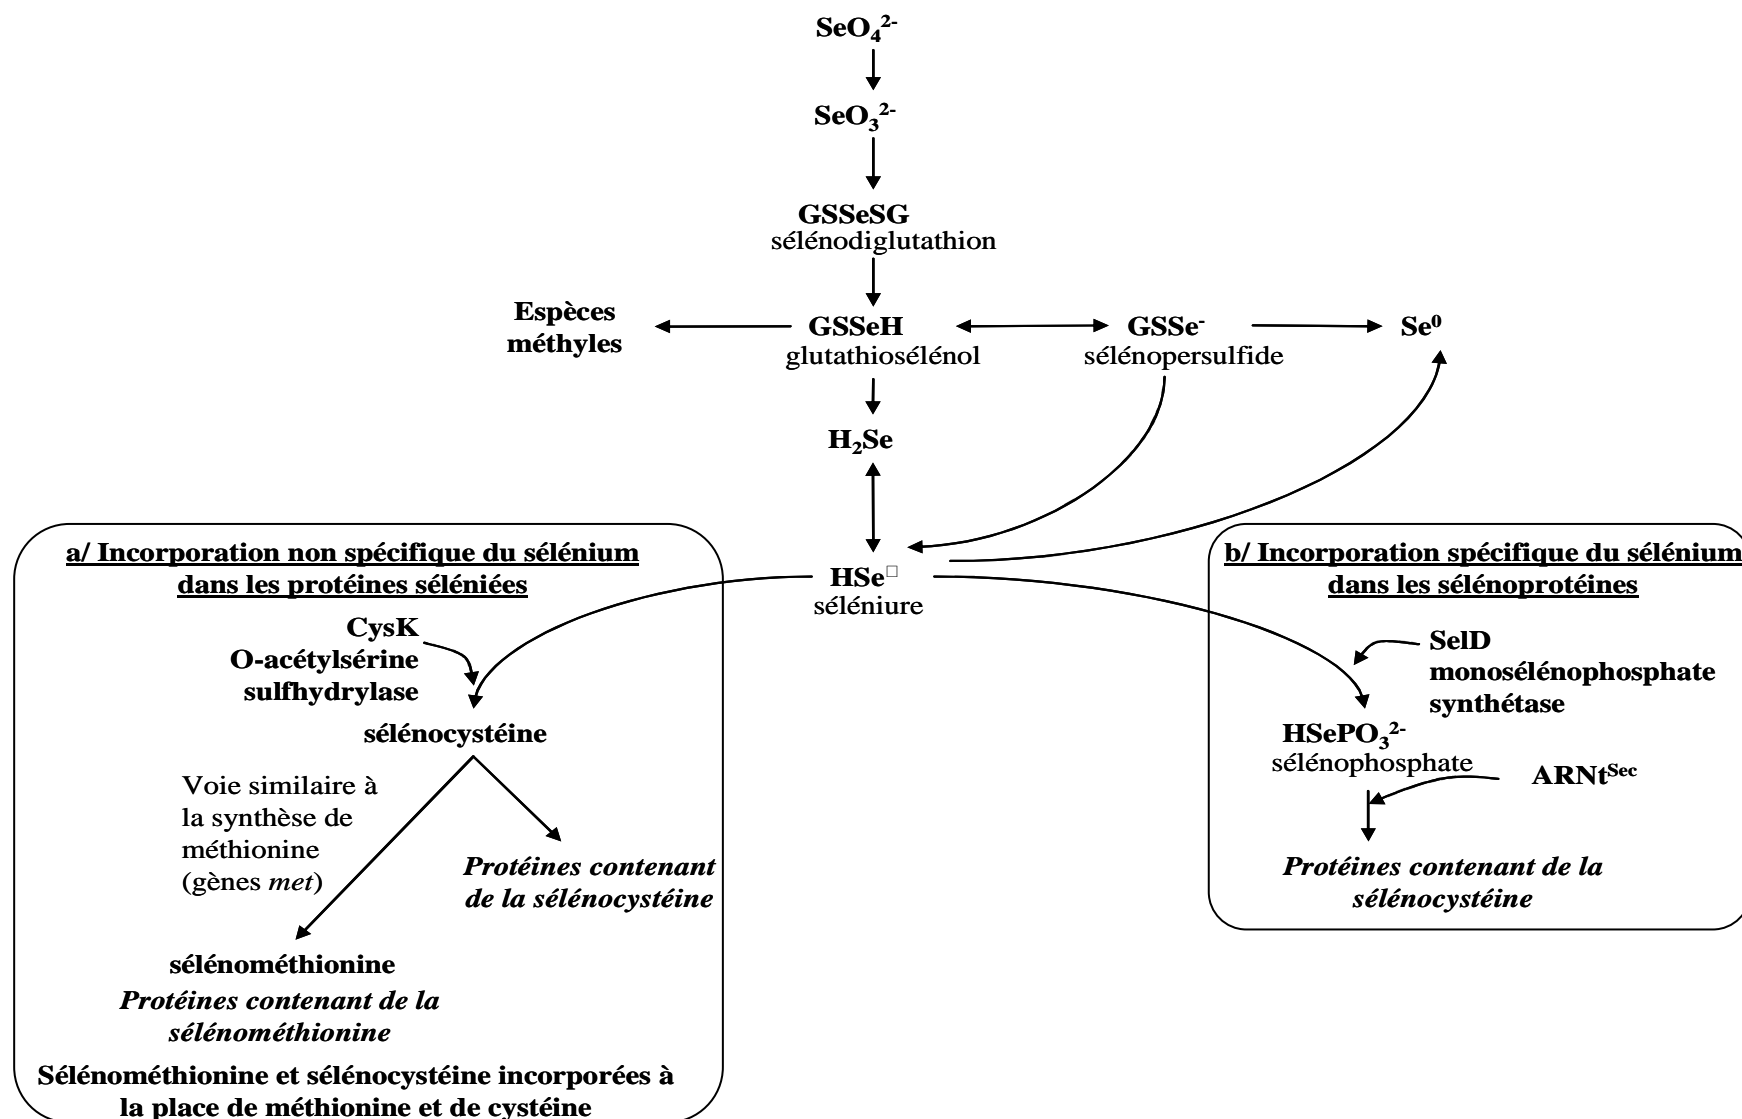 SeO₄²⁻
SeO₃²⁻
GSSeSG
sélénodiglutathion
Espèces
méthyles
GSSeH
glutathiosélénol
GSSe⁻
sélénopersulfide
Se⁰
H₂Se
HSe□
séléniure
a/ Incorporation non spécifique du sélénium
dans les protéines séléniées
CysK
O-acétylsérine
sulfhydrylase
sélénocystéine
Voie similaire à
la synthèse de
méthionine
(gènes met)
Protéines contenant
de la sélénocystéine
sélénométhionine
Protéines contenant de la
sélénométhionine
Sélénométhionine et sélénocystéine incorporées à
la place de méthionine et de cystéine
b/ Incorporation spécifique du sélénium
dans les sélénoprotéines
SelD
monosélénophosphate
synthétase
HSePO₃²⁻
sélénophosphate
ARNtSec
Protéines contenant de la
sélénocystéine